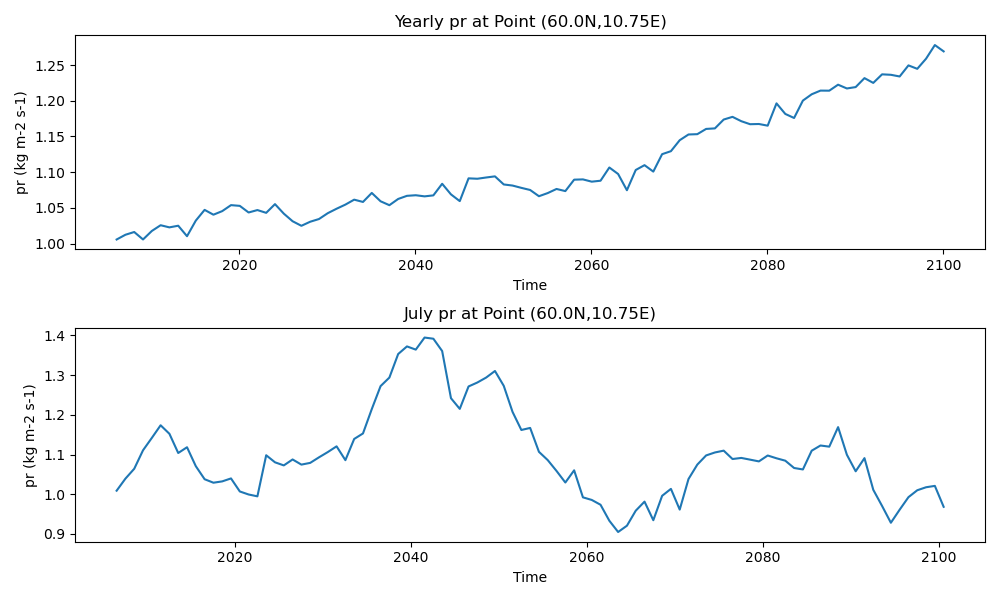 Yearly pr at Point (60.0N,10.75E)
pr (kg m-2 s-1)
1.25
1.20
1.15
1.10
1.05
1.00
2020 2040 2060 2080 2100
Time
July pr at Point (60.0N,10.75E)
pr (kg m-2 s-1)
1.4
1.3
1.2
1.1
1.0
0.9
2020 2040 2060 2080 2100
Time